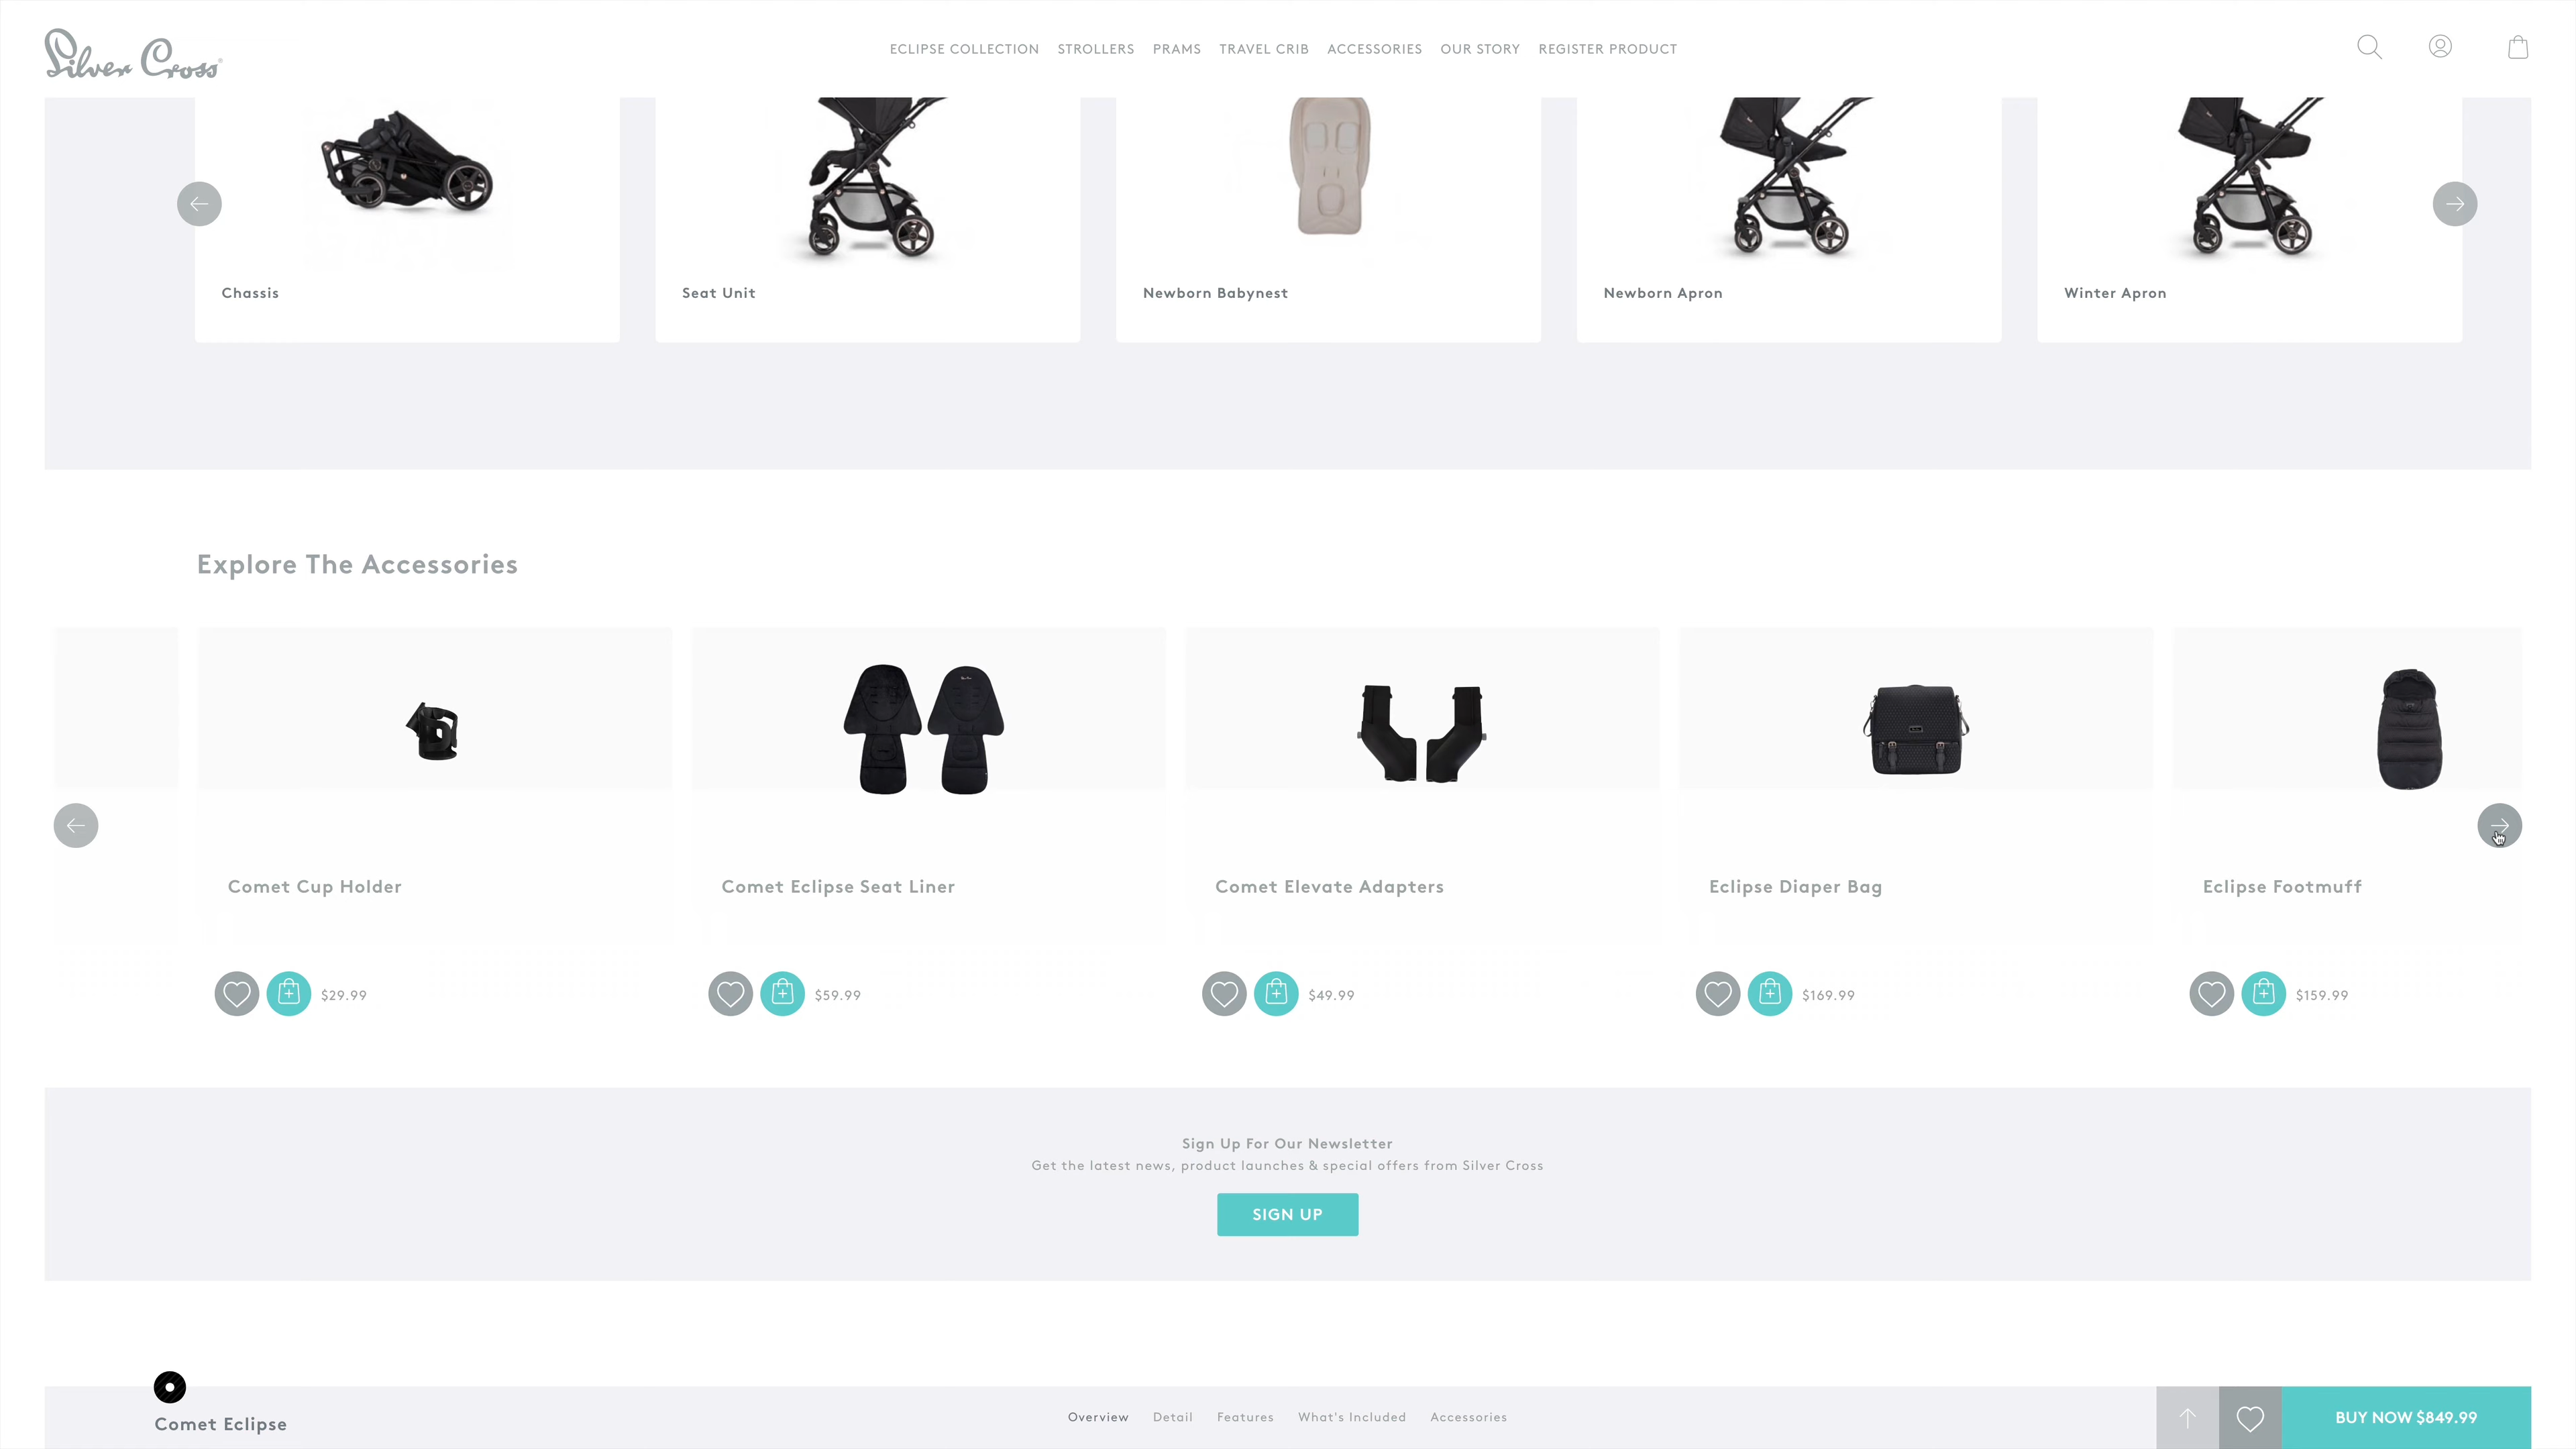 Silver Cross
ECLIPSE COLLECTION STROLLERS PRAMS TRAVEL CRIB ACCESSORIES OUR STORY REGISTER PRODUCT
Chassis
Seat Unit
Newborn Babynest
Newborn Apron
Winter Apron
Explore The Accessories
Comet Cup Holder
Comet Eclipse Seat Liner
Comet Elevate Adapters
Eclipse Diaper Bag
Eclipse Footmuff
$29.99
$59.99
$49.99
$169.99
$159.99
Sign Up For Our Newsletter
Get the latest news, product launches & special offers from Silver Cross
SIGN UP
Comet Eclipse
Overview Detail Features What's Included Accessories
BUY NOW $849.99